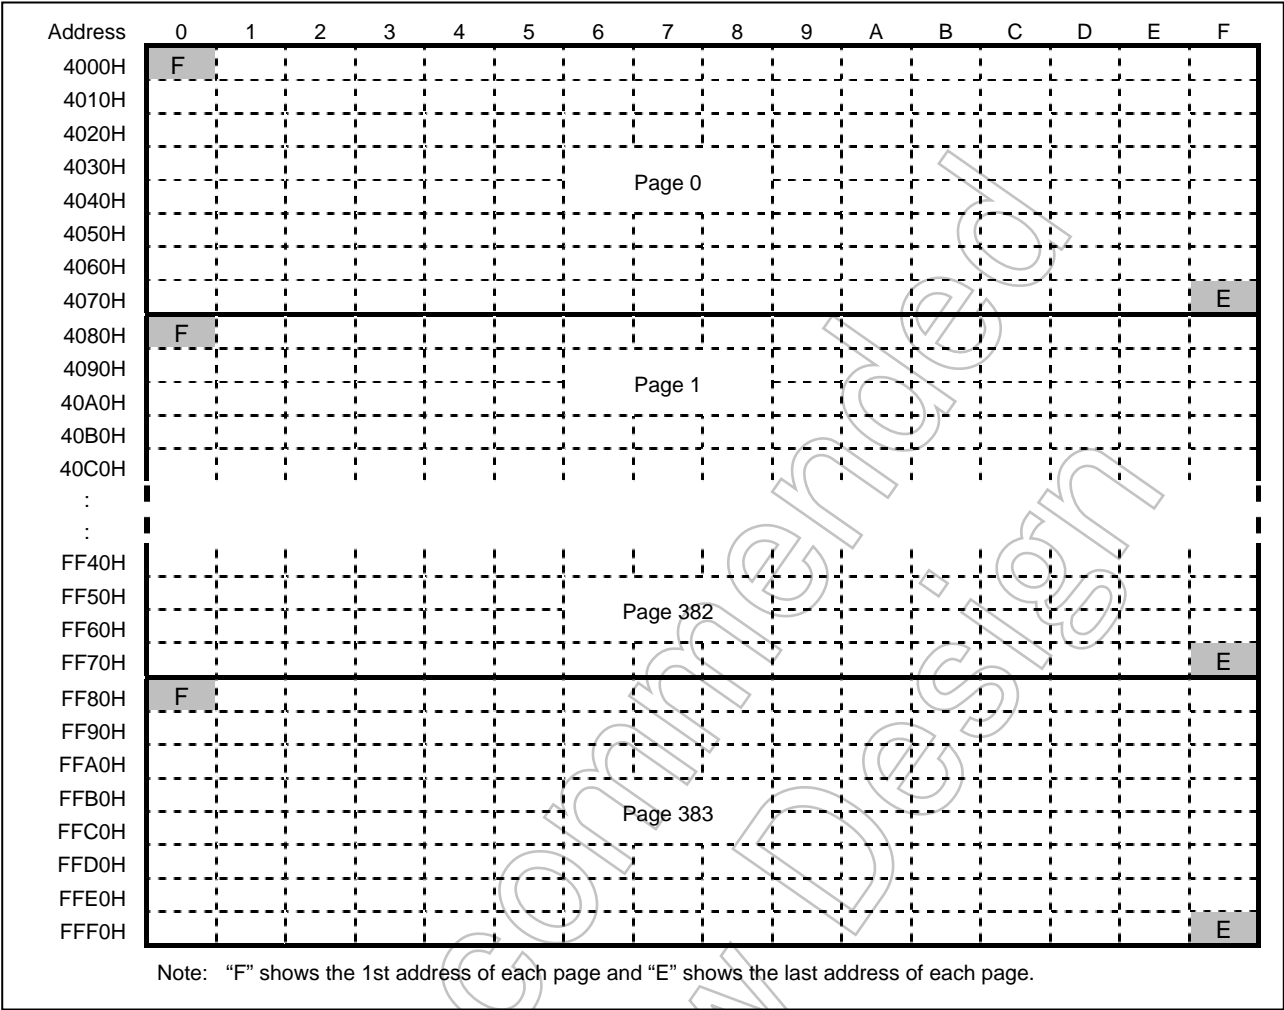 Address 0 1 2 3 4 5 6 7 8 9 A B C D E F
4000H F
4010H
4020H
4030H
Page 0
4040H
4050H
4060H
4070H E
4080H F
4090H
Page 1
40A0H
40B0H
40C0H
:
:
FF40H
FF50H
Page 382
FF60H
FF70H E
FF80H F
FF90H
FFA0H
FFB0H
Page 383
FFC0H
FFD0H
FFE0H
FFF0H E
Note: “F” shows the 1st address of each page and “E” shows the last address of each page.
commended
w Design